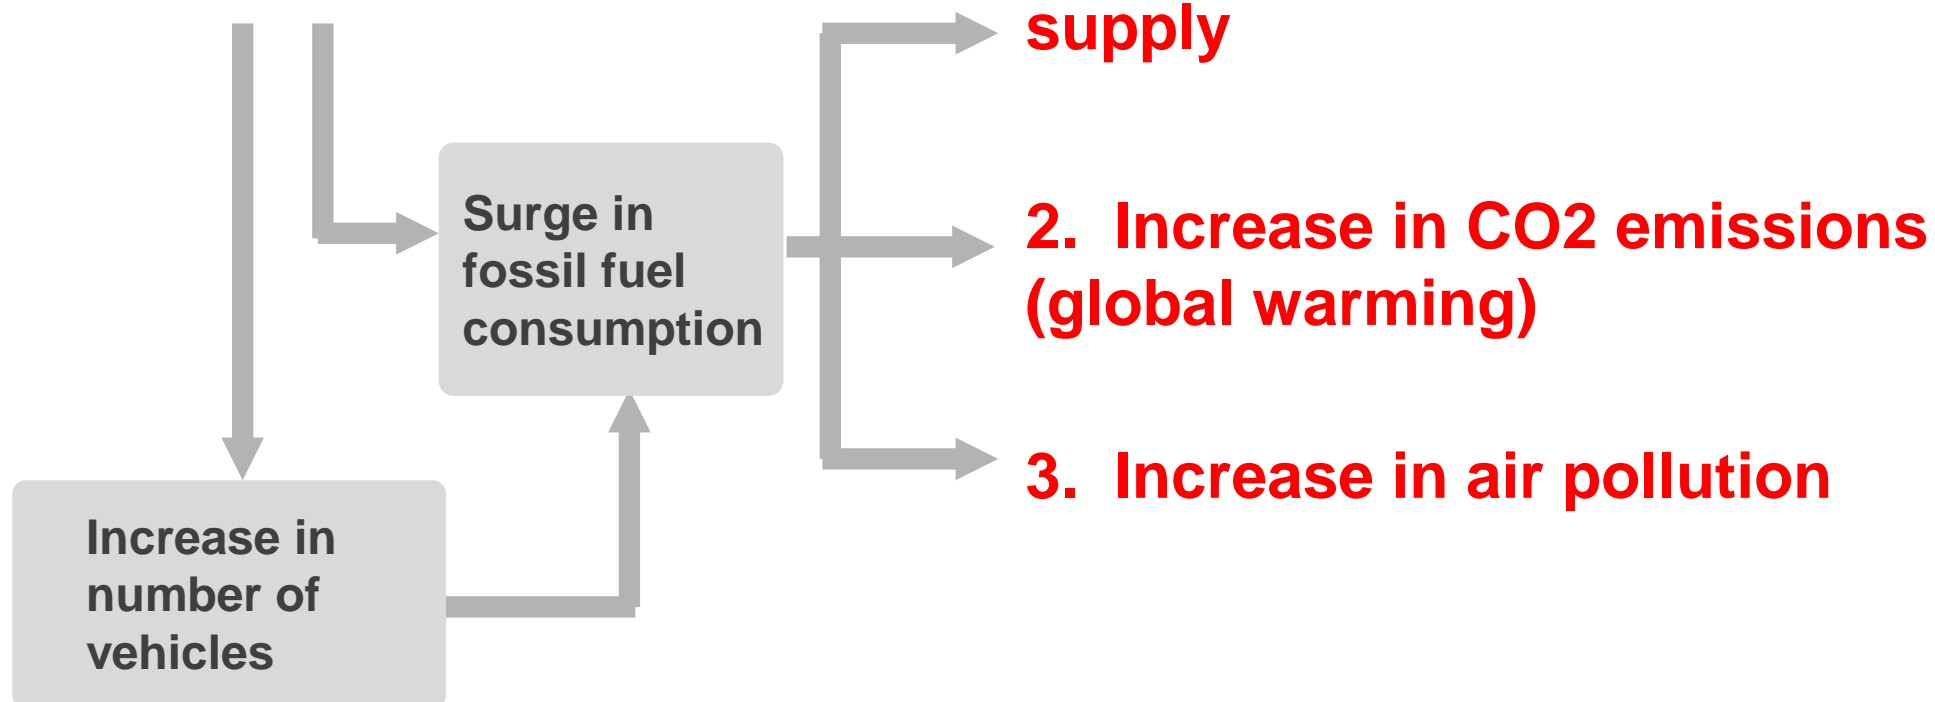 supply
Surge in
fossil fuel
consumption
2. Increase in CO2 emissions
(global warming)
3. Increase in air pollution
Increase in
number of
vehicles